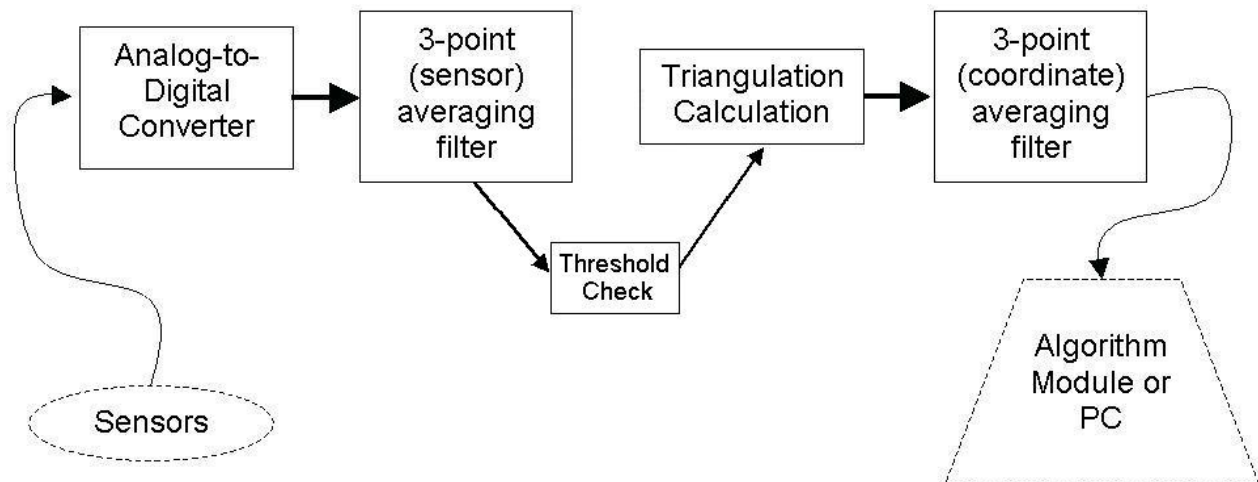 Analog-to-
Digital
Converter
3-point
(sensor)
averaging
filter
Threshold
Check
Triangulation
Calculation
3-point
(coordinate)
averaging
filter
Sensors
Algorithm
Module or
PC